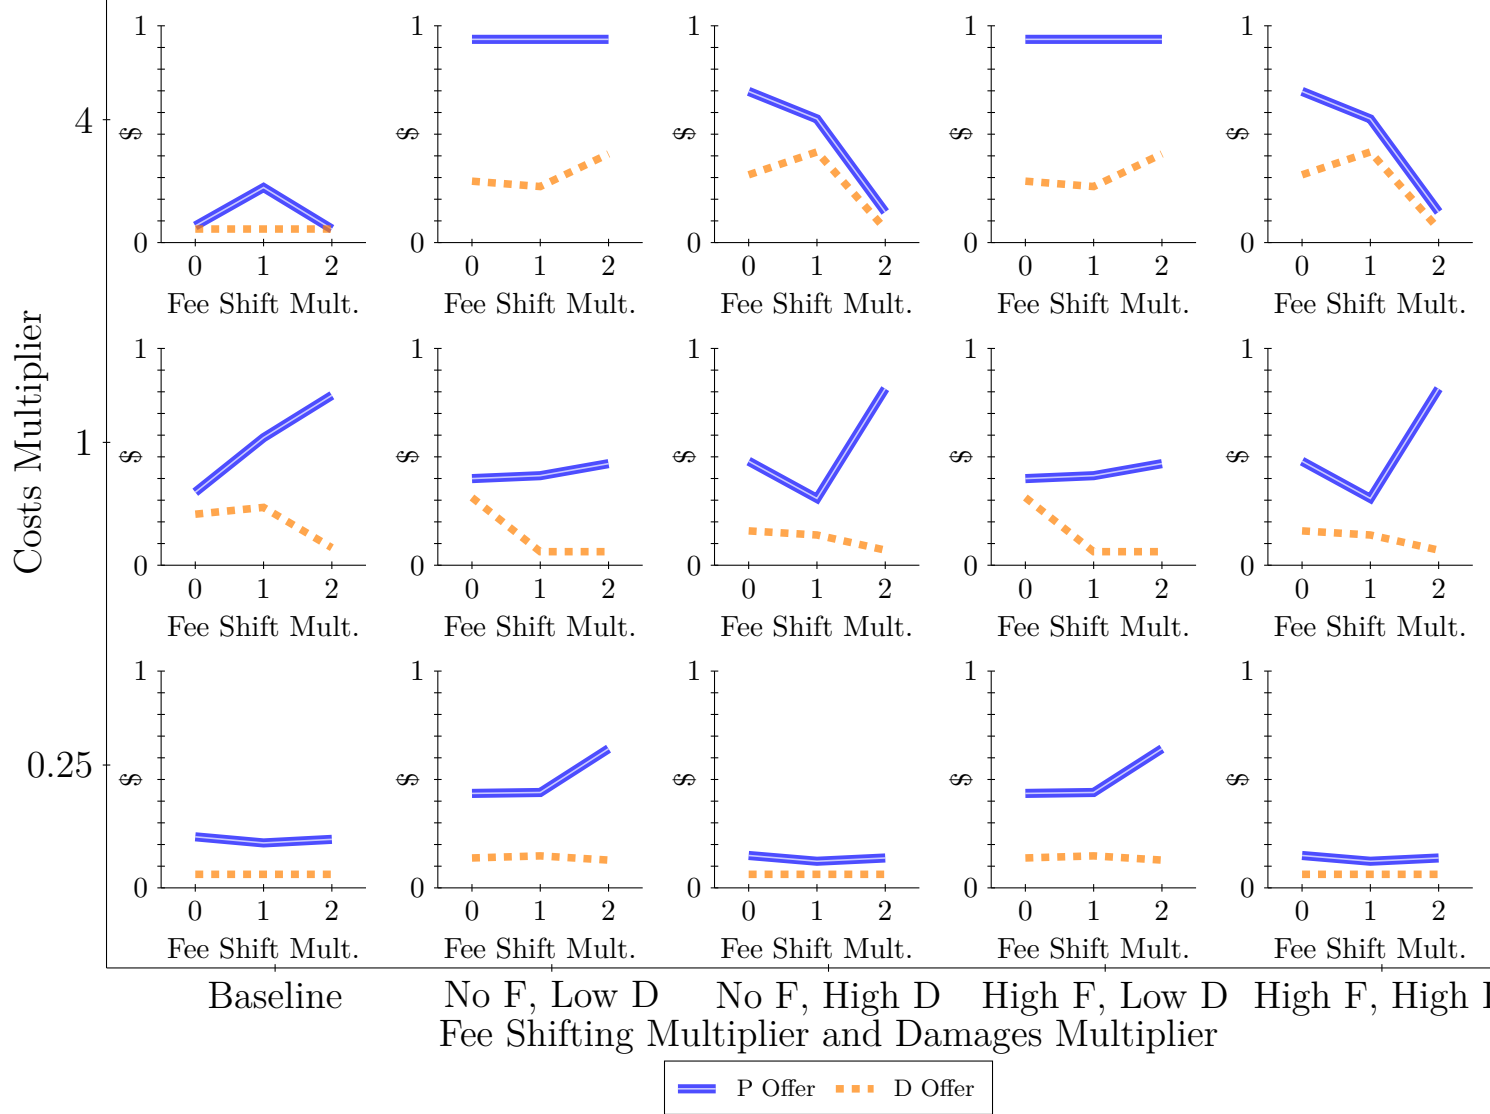 1 1 1 1 1
4 $ $ $ $ $
0 0 0 0 0
0 1 2 0 1 2 0 1 2 0 1 2 0 1 2
Fee Shift Mult. Fee Shift Mult. Fee Shift Mult. Fee Shift Mult. Fee Shift Mult.
Costs Multiplier
1 1 1 1 1
1 $ $ $ $ $
0 0 0 0 0
0 1 2 0 1 2 0 1 2 0 1 2 0 1 2
Fee Shift Mult. Fee Shift Mult. Fee Shift Mult. Fee Shift Mult. Fee Shift Mult.
1 1 1 1 1
0.25 $ $ $ $ $
0 0 0 0 0
0 1 2 0 1 2 0 1 2 0 1 2 0 1 2
Fee Shift Mult. Fee Shift Mult. Fee Shift Mult. Fee Shift Mult. Fee Shift Mult.
Baseline No F, Low D No F, High D High F, Low D High F, High
Fee Shifting Multiplier and Damages Multiplier
P Offer D Offer